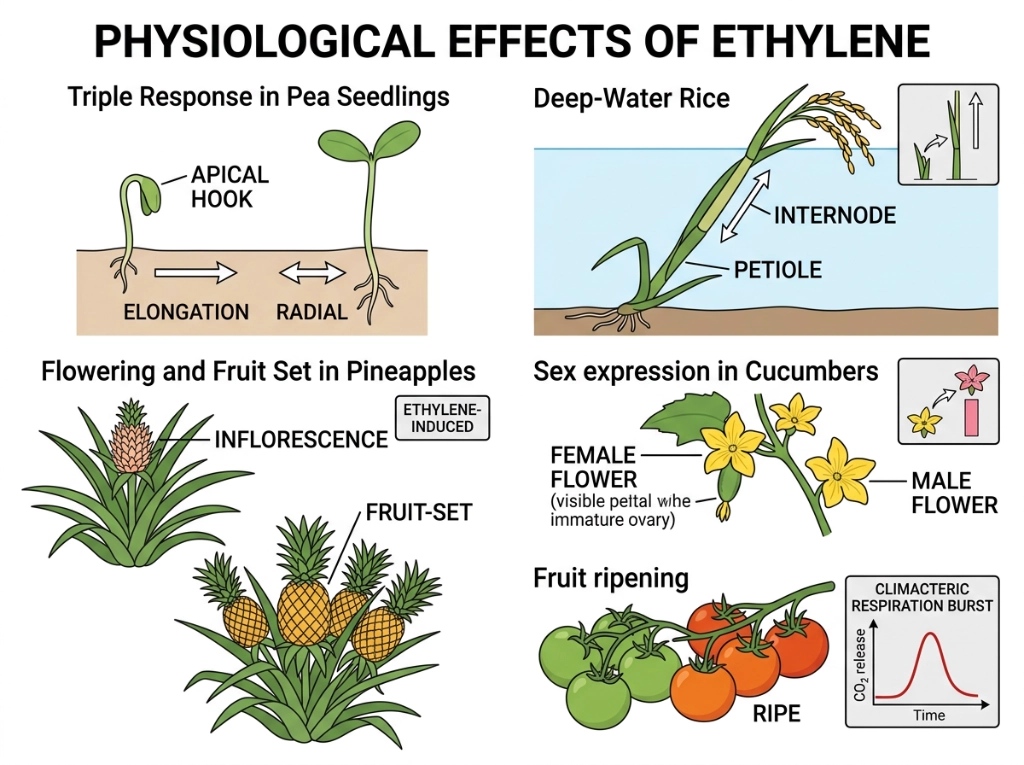 PHYSIOLOGICAL EFFECTS OF ETHYLENE
Triple Response in Pea Seedlings
APICAL
HOOK
ELONGATION
RADIAL
Deep-Water Rice
INTERNODE
PETIOLE
Flowering and Fruit Set in Pineapples
ETHYLENE-
INDUCED
INFLORESCENCE
FRUIT-SET
Sex expression in Cucumbers
FEMALE
FLOWER
(visible pettal whe
immature ovary)
MALE
FLOWER
Fruit ripening
RIPE
CLIMACTERIC
RESPIRATION BURST
CO₂ release
Time